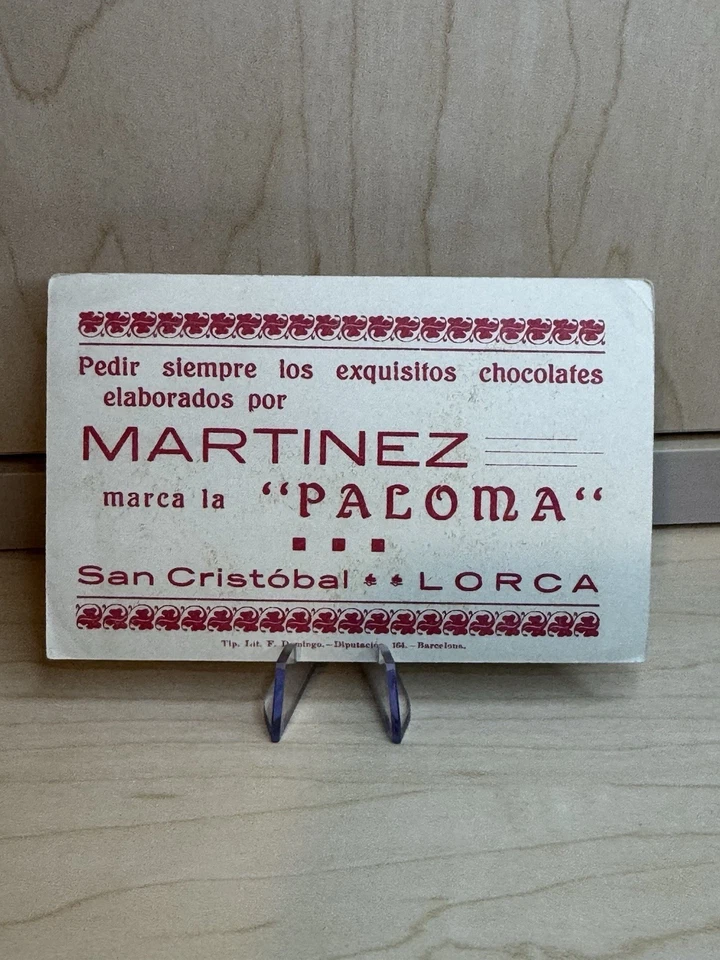 Pedir siempre los exquisitos chocolates
elaborados por
MARTINEZ
marca la “PALOMA“
San Cristóbal LORCA
Tip. Lit. F. Domingo.—Diputación 164.—Barcelona.